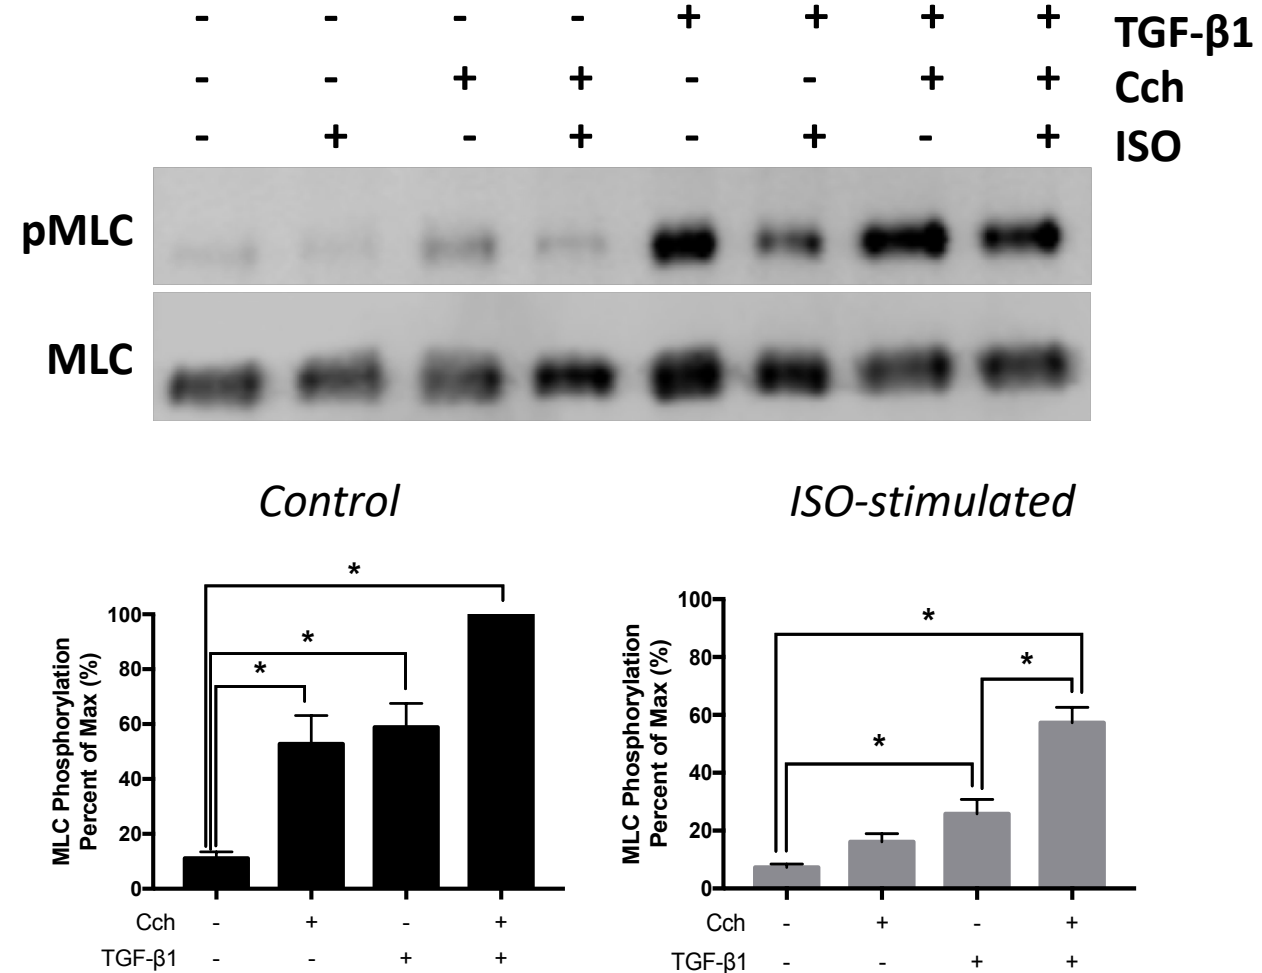 - - - - + + + + TGF-β1
- - + + - - + + Cch
- + - + - + - + ISO
pMLC
MLC
Control
ISO-stimulated
*
*
*
MLC Phosphorylation
Percent of Max (%)
100
80
60
40
20
0
Cch - + - +
TGF-β1 - - + +
*
*
*
MLC Phosphorylation
Percent of Max (%)
100
80
60
40
20
0
Cch - + - +
TGF-β1 - - + +